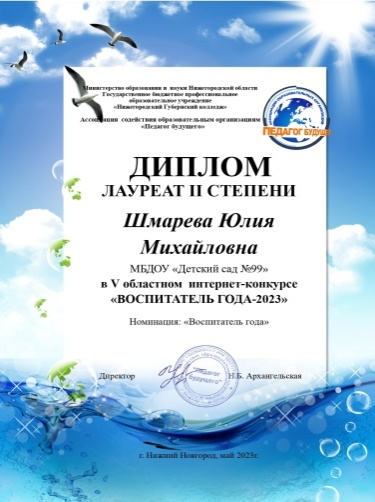 Министерство образования и науки Нижегородской области
Государственное бюджетное профессиональное
образовательное учреждение
«Нижегородский Губернский колледж»
Ассоциация содействия образовательным организациям
«Педагог будущего»
ПЕДАГОГ БУДУЩЕГО
ДИПЛОМ
ЛАУРЕАТ II СТЕПЕНИ
Шмарева Юлия
Михайловна
МБДОУ «Детский сад №99»
в V областном интернет-конкурсе
«ВОСПИТАТЕЛЬ ГОДА-2023»
Номинация: «Воспитатель года»
"Педагог
будущего"
Директор Н.Б. Архангельская
г. Нижний Новгород, май 2023г.